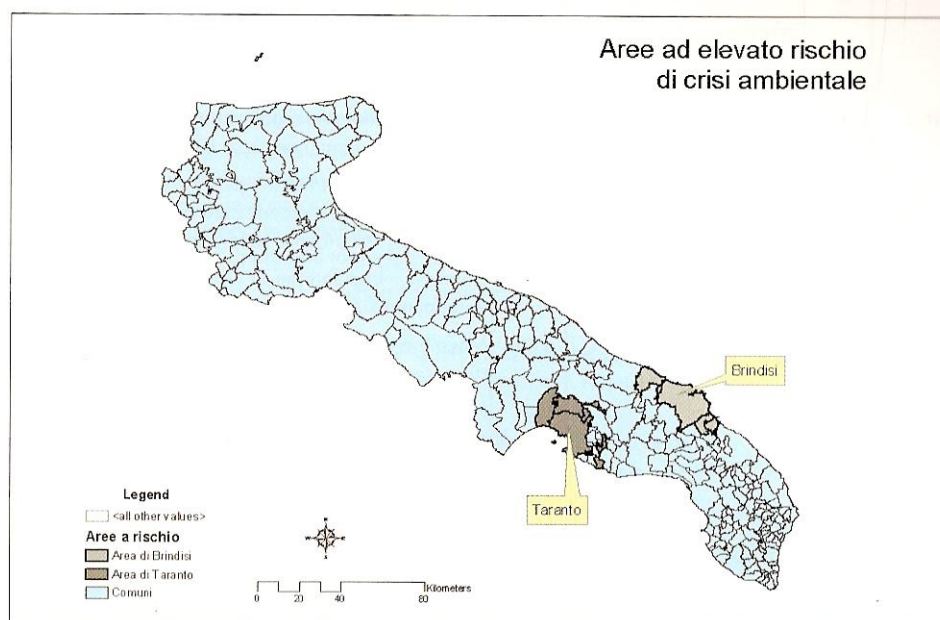 Aree ad elevato rischio
di crisi ambientale
Brindisi
Taranto
Legend
<all other values>
Aree a rischio
Area di Brindisi
Area di Taranto
Comuni
N
W E
S
0 20 40 80
Kilometers